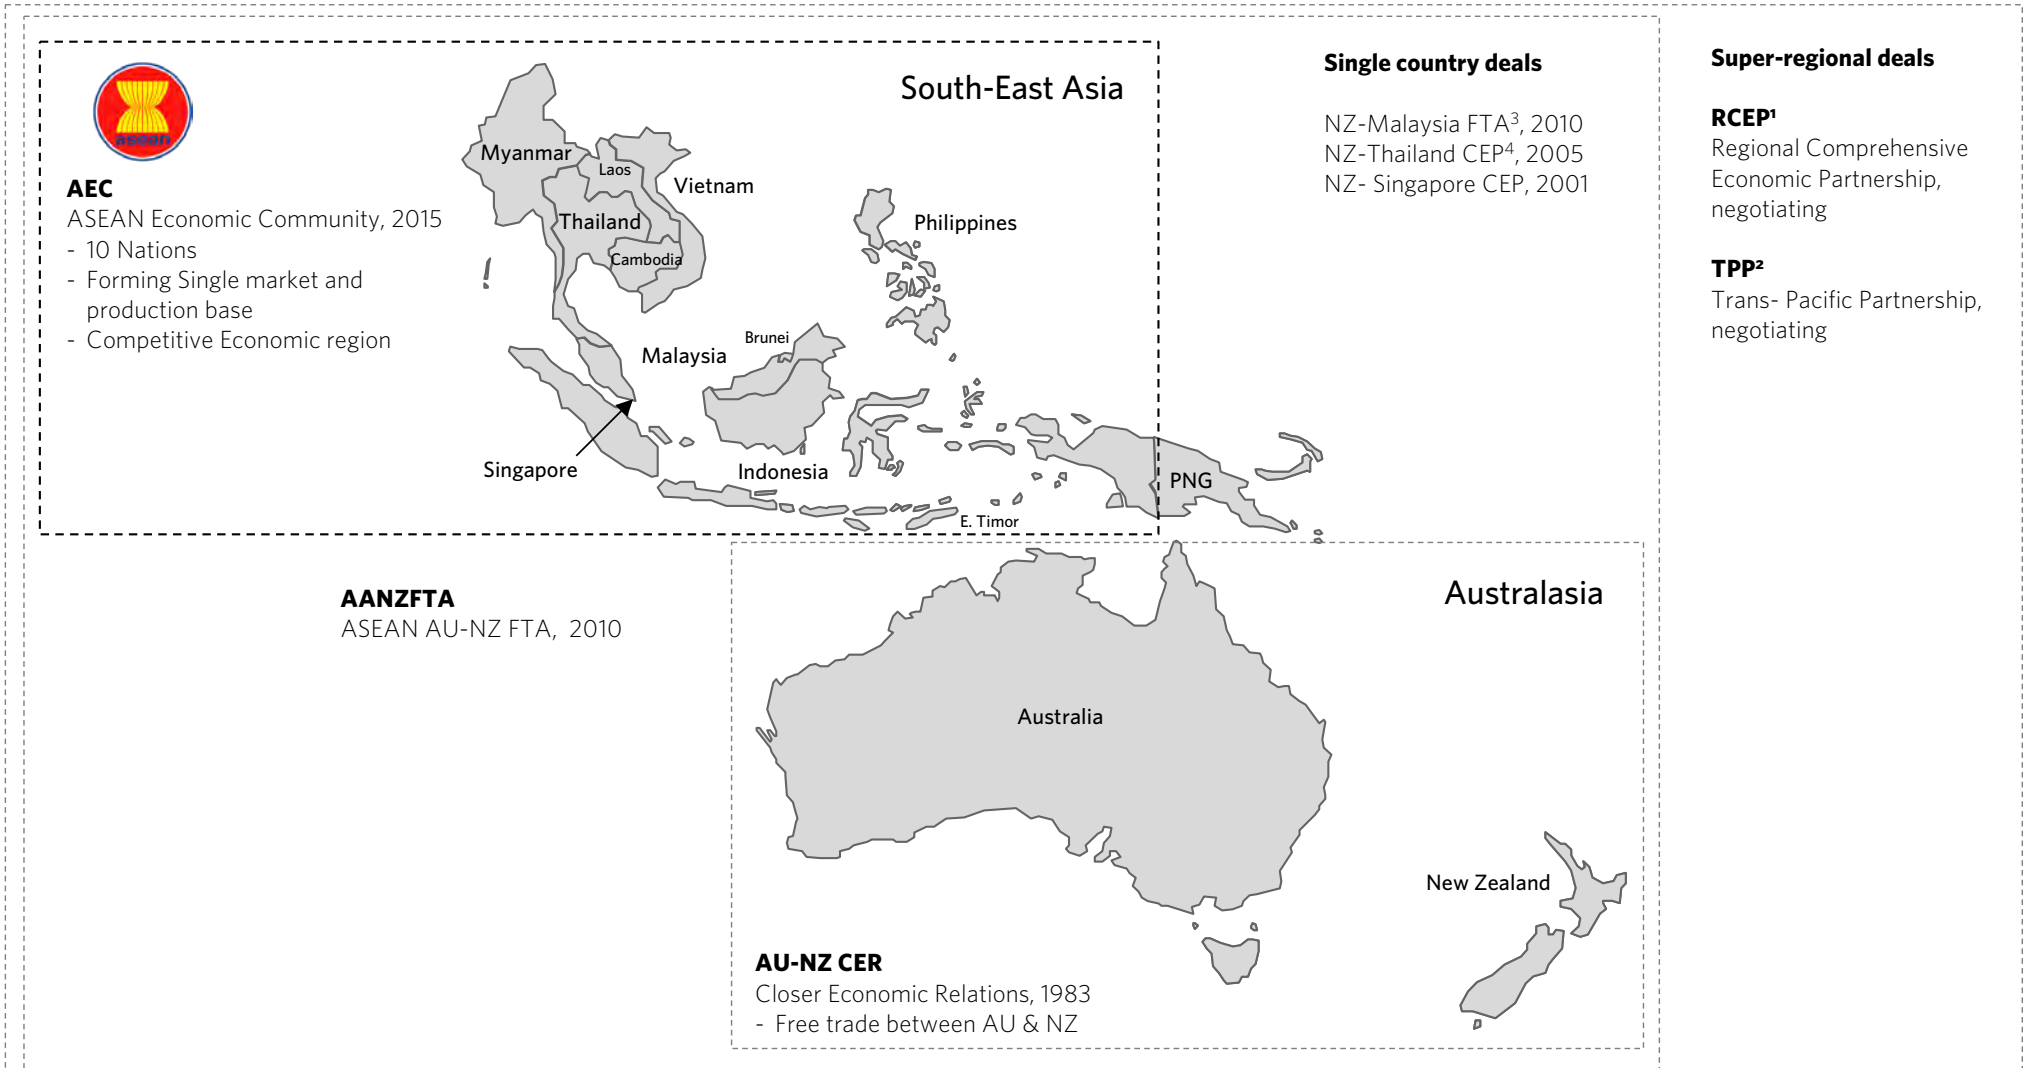 asean
AEC
ASEAN Economic Community, 2015
- 10 Nations
- Forming Single market and
production base
- Competitive Economic region
South-East Asia
Myanmar
Laos
Vietnam
Thailand
Cambodia
Philippines
Brunei
Malaysia
Singapore
Indonesia
E. Timor
PNG
Single country deals
NZ-Malaysia FTA³, 2010
NZ-Thailand CEP⁴, 2005
NZ- Singapore CEP, 2001
Super-regional deals
RCEP¹
Regional Comprehensive
Economic Partnership,
negotiating
TPP²
Trans- Pacific Partnership,
negotiating
AANZFTA
ASEAN AU-NZ FTA, 2010
Australasia
Australia
New Zealand
AU-NZ CER
Closer Economic Relations, 1983
- Free trade between AU & NZ